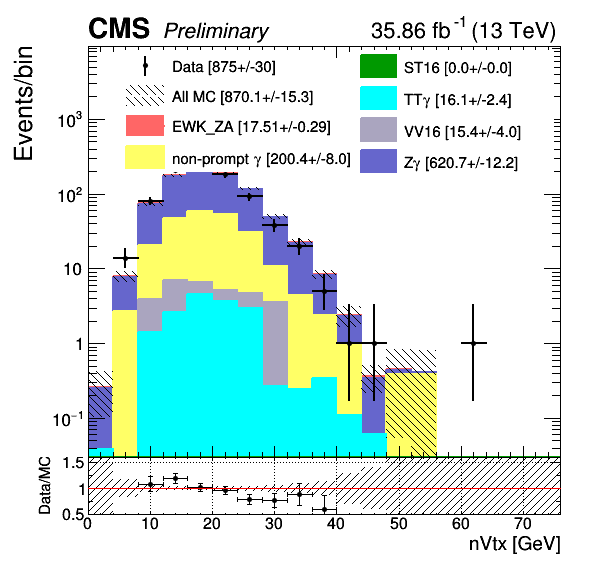 CMS Preliminary 35.86 fb⁻¹ (13 TeV)
Events/bin
Data [875+/-30]
All MC [870.1+/-15.3]
EWK_ZA [17.51+/-0.29]
non-prompt γ [200.4+/-8.0]
ST16 [0.0+/-0.0]
TTγ [16.1+/-2.4]
VV16 [15.4+/-4.0]
Zγ [620.7+/-12.2]
10³
10²
10
1
10⁻¹
Data/MC
1.5
1
0.5
0 10 20 30 40 50 60 70
nVtx [GeV]